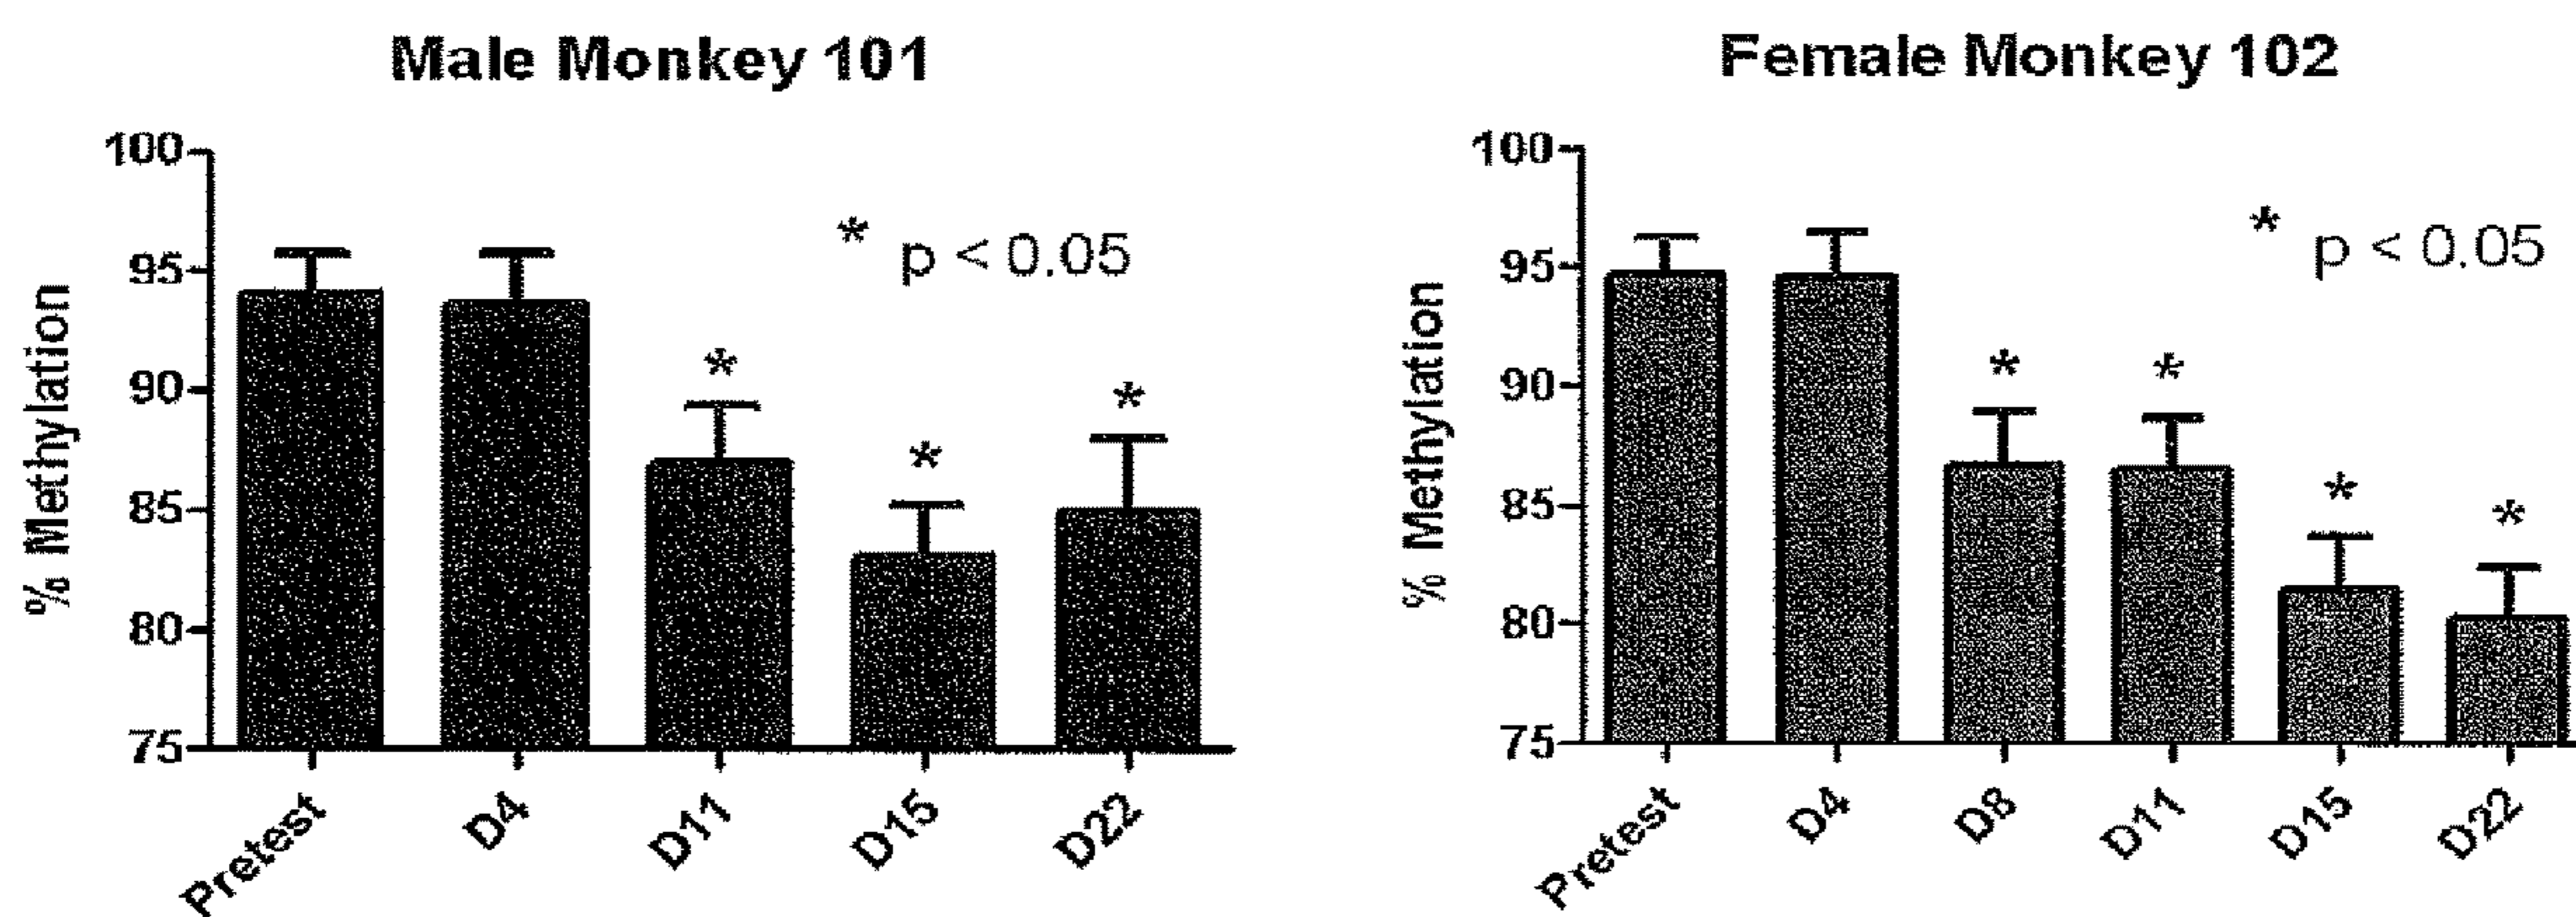 Male Monkey 101
100
95
90
85
80
75
% Methylation
* p < 0.05
*
*
*
Pretest
D4
D11
D15
D22
Female Monkey 102
100
95
90
85
80
75
% Methylation
* p < 0.05
*
*
*
*
Pretest
D4
D8
D11
D15
D22